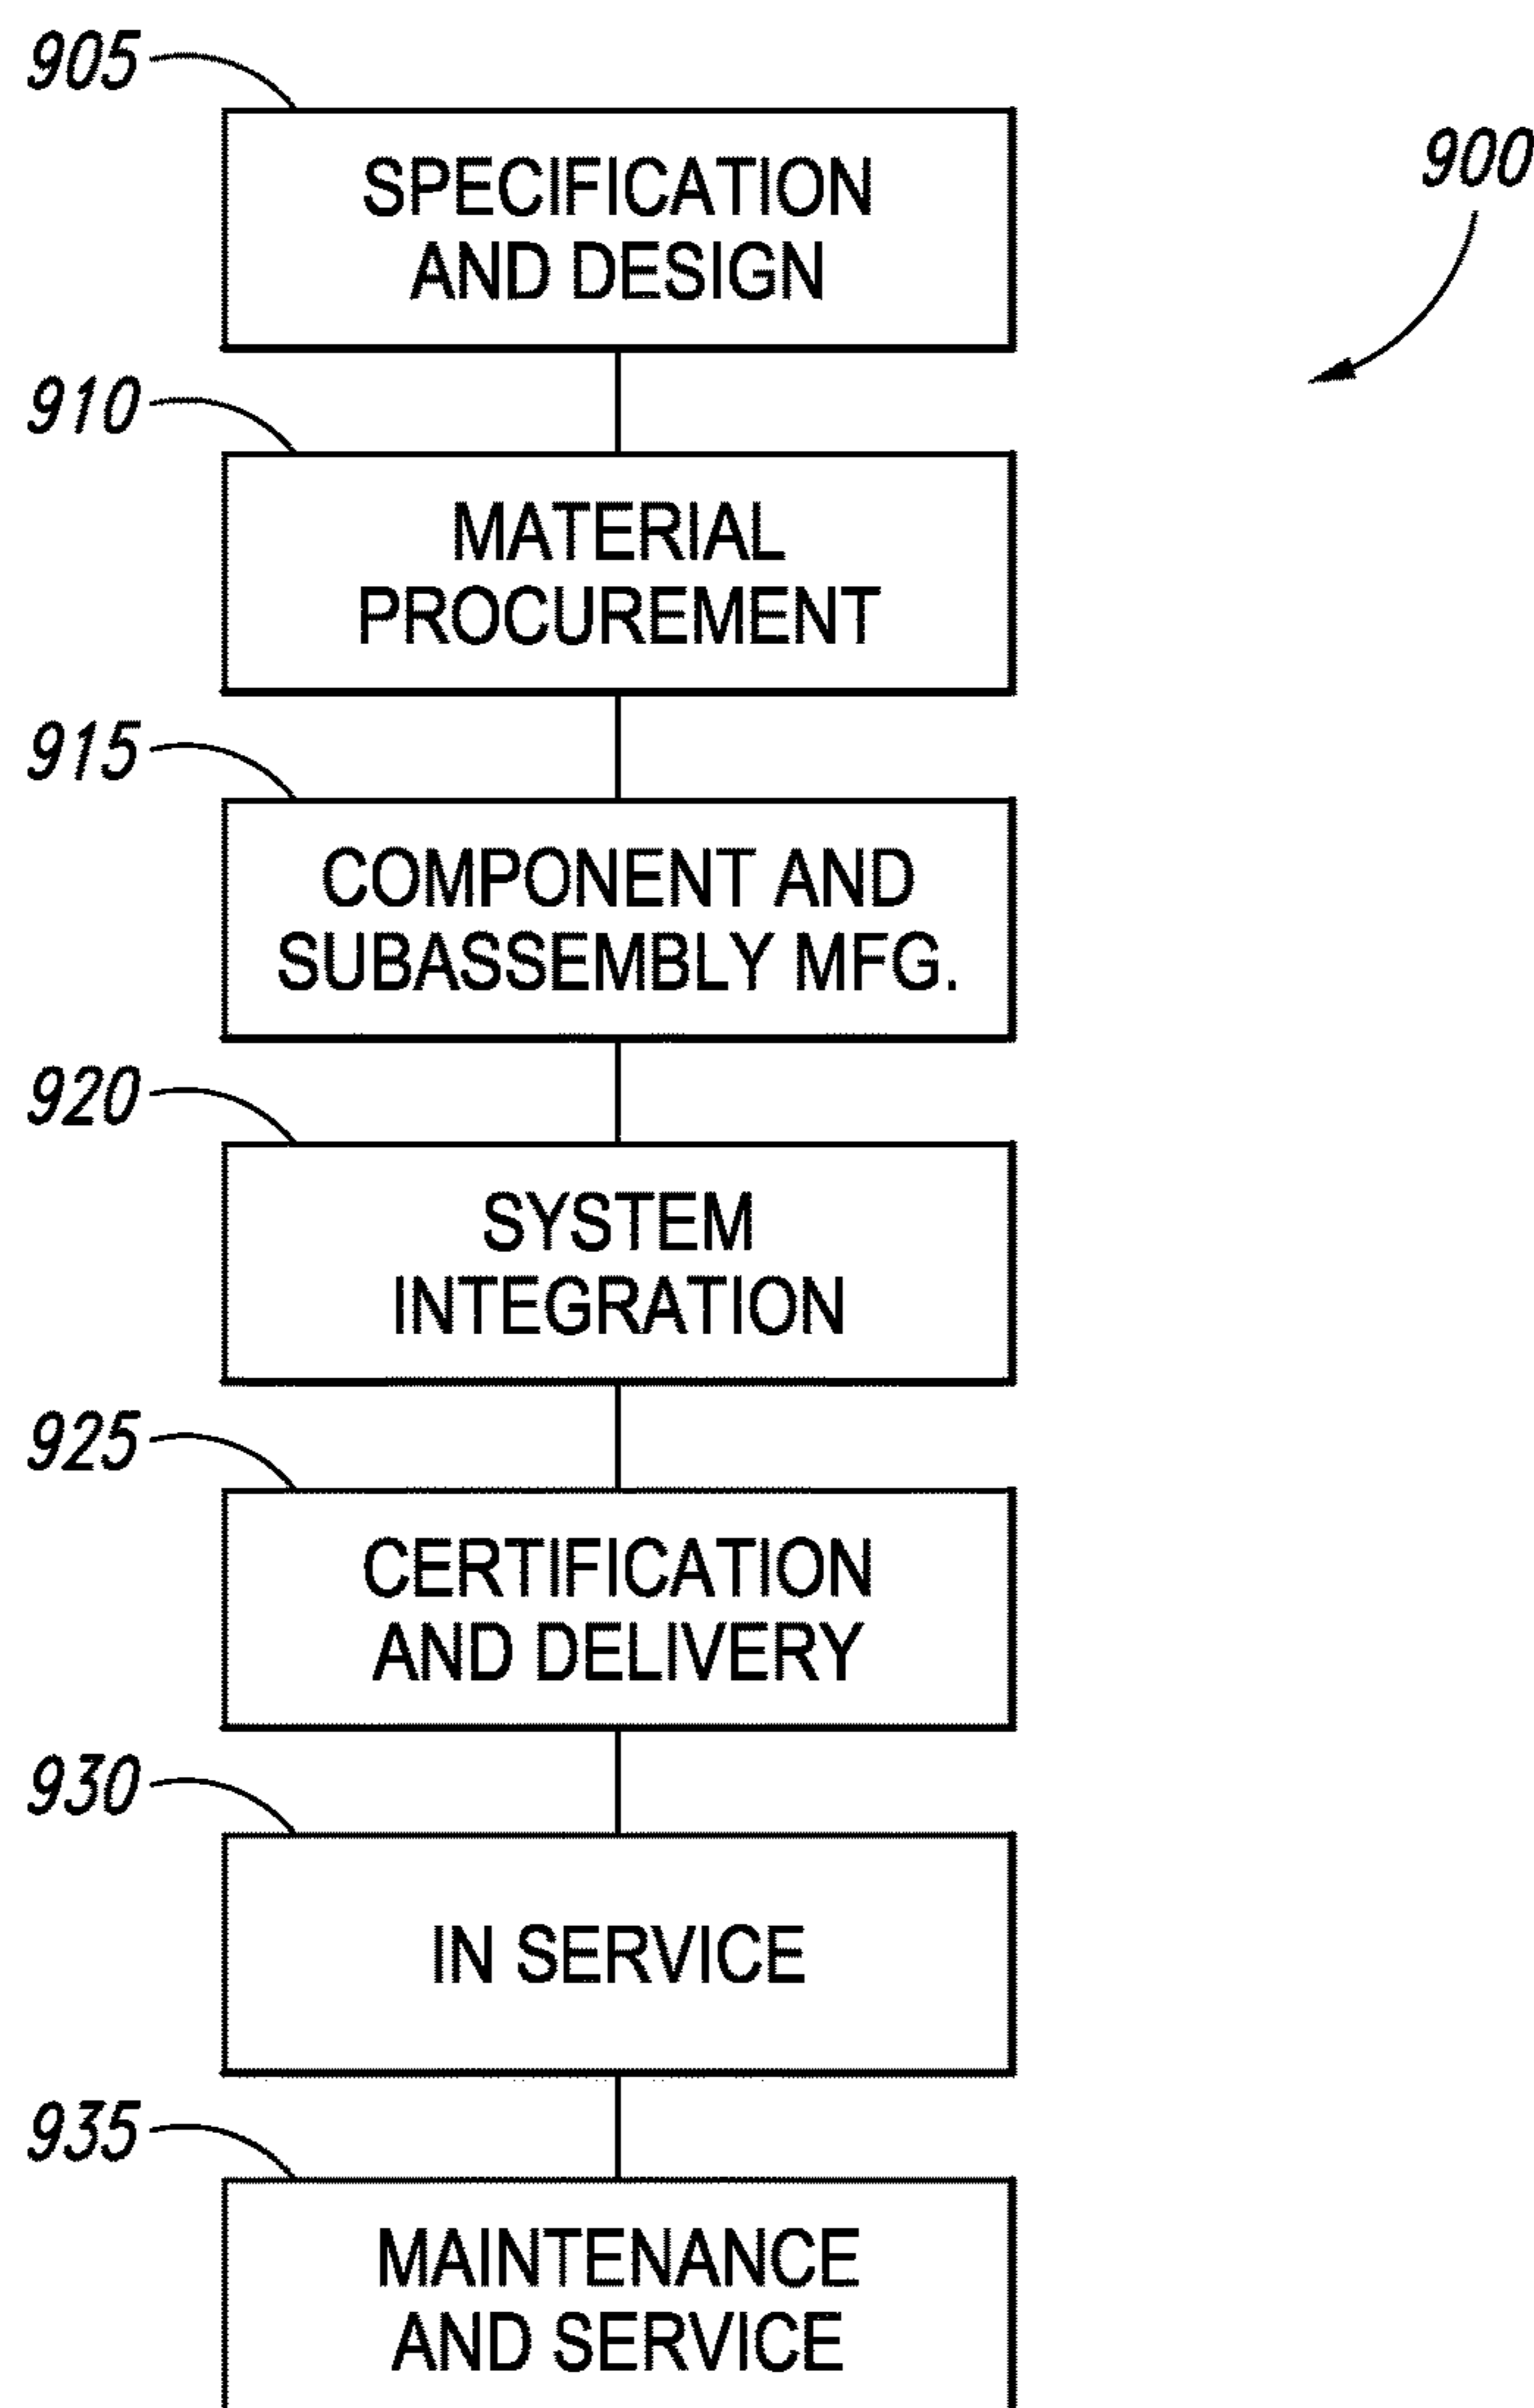 905
SPECIFICATION
AND DESIGN
900
910
MATERIAL
PROCUREMENT
915
COMPONENT AND
SUBASSEMBLY MFG.
920
SYSTEM
INTEGRATION
925
CERTIFICATION
AND DELIVERY
930
IN SERVICE
935
MAINTENANCE
AND SERVICE